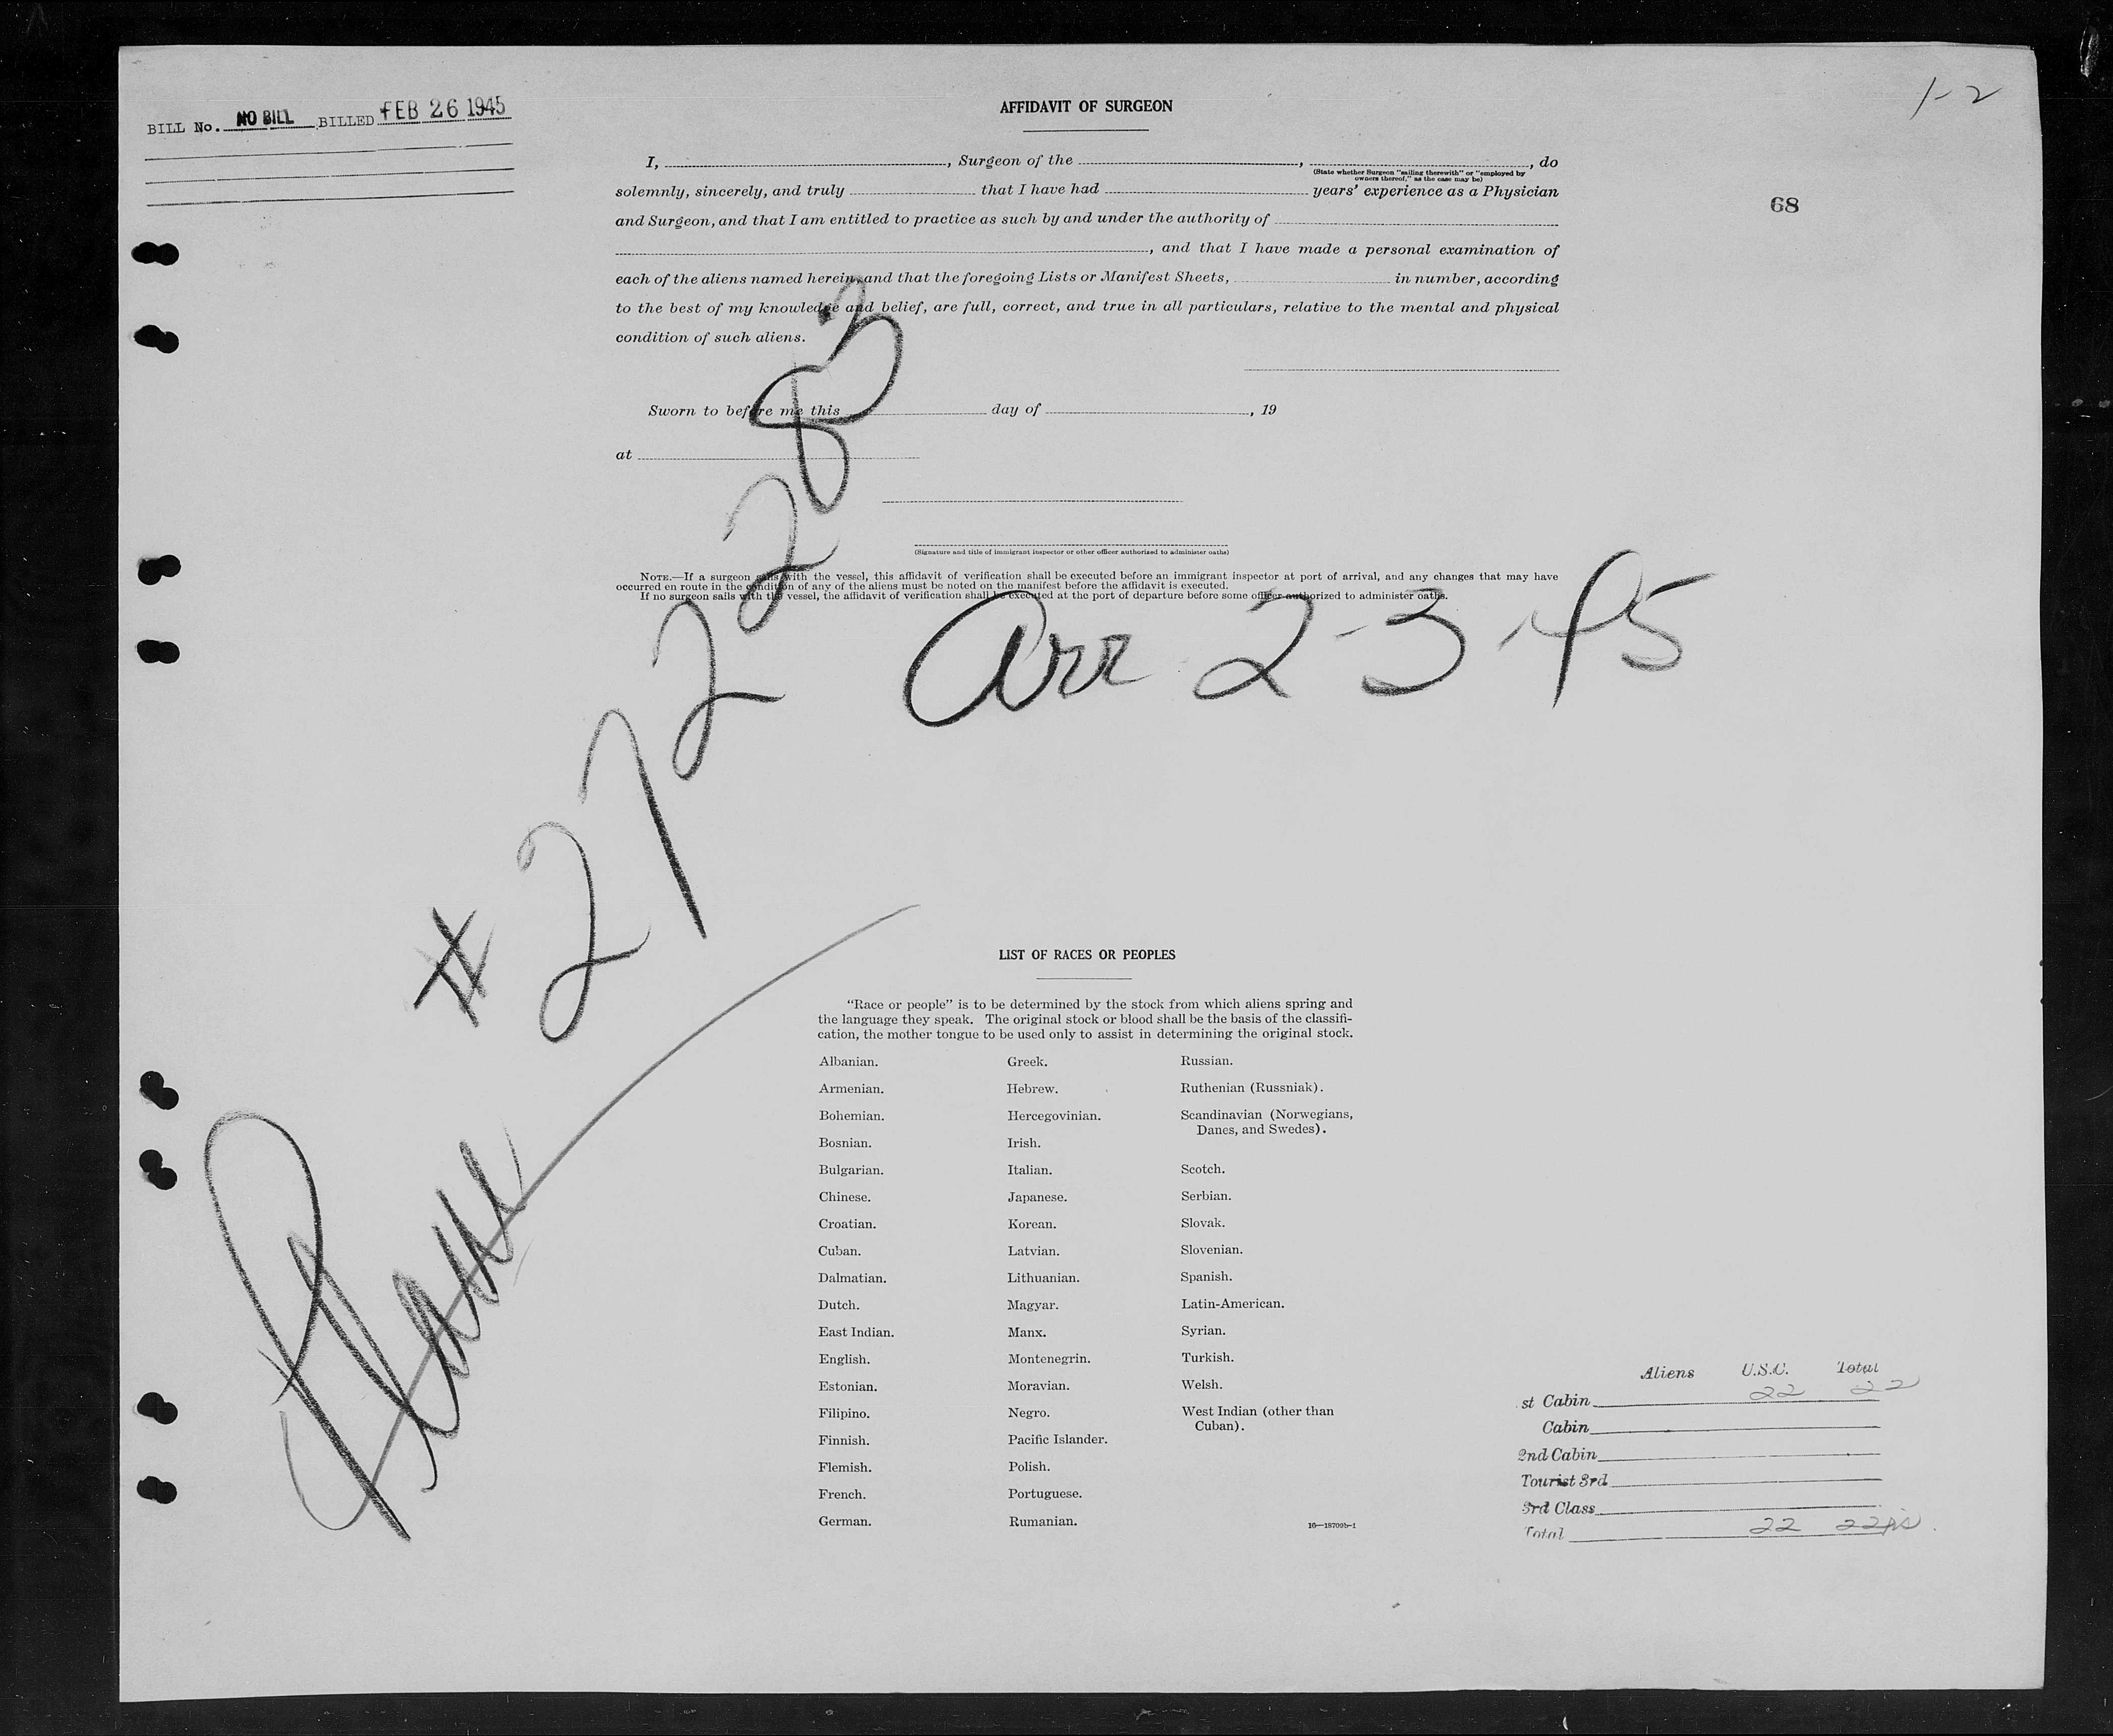 BILL No. NO BILL BILLED FEB 26 1945
1-2
68
AFFIDAVIT OF SURGEON
I, , Surgeon of the , , do
(State whether Surgeon "sailing therewith" or "employed by
owners thereof," as the case may be)
solemnly, sincerely, and truly that I have had years' experience as a Physician
and Surgeon, and that I am entitled to practice as such by and under the authority of
, and that I have made a personal examination of
each of the aliens named herein, and that the foregoing Lists or Manifest Sheets, in number, according
to the best of my knowledge and belief, are full, correct, and true in all particulars, relative to the mental and physical
condition of such aliens.
Sworn to before me this day of , 19
at
(Signature and title of immigrant inspector or other officer authorized to administer oaths)
NOTE.—If a surgeon sails with the vessel, this affidavit of verification shall be executed before an immigrant inspector at port of arrival, and any changes that may have
occurred en route in the condition of any of the aliens must be noted on the manifest before the affidavit is executed.
If no surgeon sails with the vessel, the affidavit of verification shall be executed at the port of departure before some officer authorized to administer oaths.
Arr 2-3-45
# 2722283
LIST OF RACES OR PEOPLES
"Race or people" is to be determined by the stock from which aliens spring and
the language they speak. The original stock or blood shall be the basis of the classifi-
cation, the mother tongue to be used only to assist in determining the original stock.
Albanian.
Armenian.
Bohemian.
Bosnian.
Bulgarian.
Chinese.
Croatian.
Cuban.
Dalmatian.
Dutch.
East Indian.
English.
Estonian.
Filipino.
Finnish.
Flemish.
French.
German.
Greek.
Hebrew.
Hercegovinian.
Irish.
Italian.
Japanese.
Korean.
Latvian.
Lithuanian.
Magyar.
Manx.
Montenegrin.
Moravian.
Negro.
Pacific Islander.
Polish.
Portuguese.
Rumanian.
Russian.
Ruthenian (Russniak).
Scandinavian (Norwegians,
Danes, and Swedes).
Scotch.
Serbian.
Slovak.
Slovenian.
Spanish.
Latin-American.
Syrian.
Turkish.
Welsh.
West Indian (other than
Cuban).
16—18709b-1
Aliens U.S.C. Total
st Cabin 22 22
Cabin
2nd Cabin
Tourist 3rd
3rd Class
Total 22 22